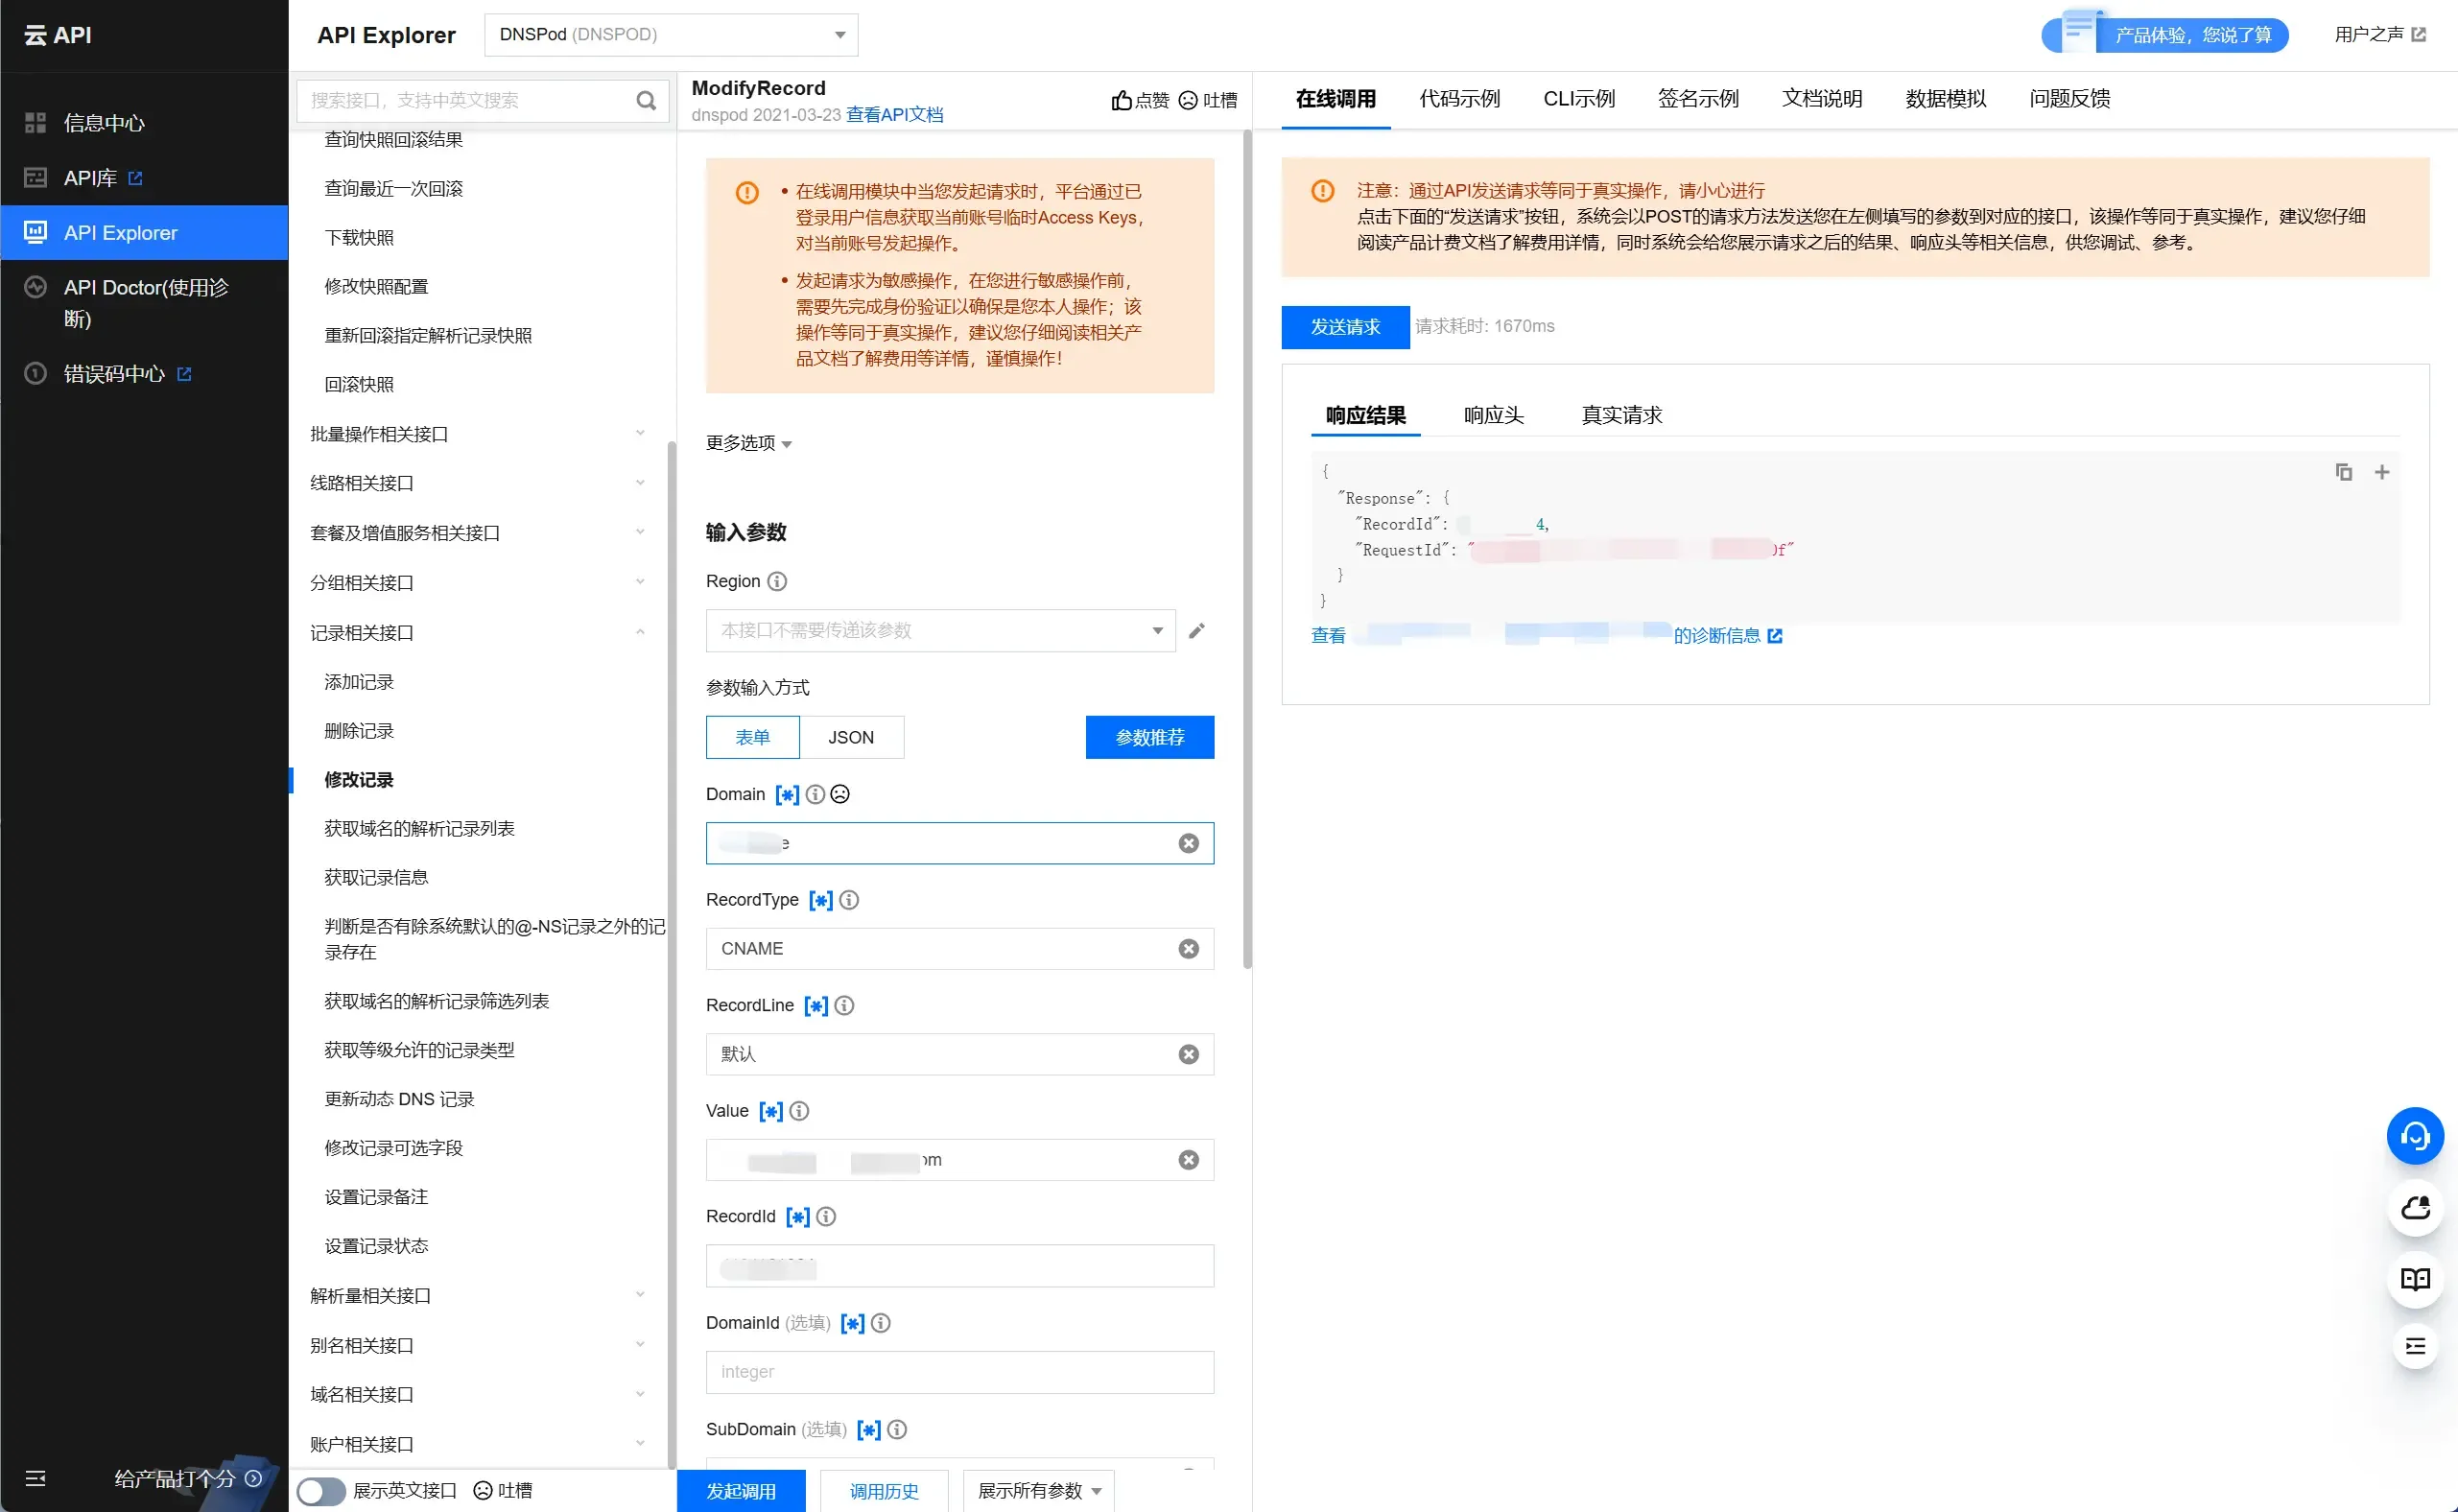 云 API
信息中心
API库
API Explorer
API Doctor(使用诊
断)
错误码中心
给产品打个分
API Explorer
DNSPod (DNSPOD)
产品体验，您说了算
用户之声
搜索接口，支持中英文搜索
查询快照回滚结果
查询最近一次回滚
下载快照
修改快照配置
重新回滚指定解析记录快照
回滚快照
批量操作相关接口
线路相关接口
套餐及增值服务相关接口
分组相关接口
记录相关接口
添加记录
删除记录
修改记录
获取域名的解析记录列表
获取记录信息
判断是否有除系统默认的@-NS记录之外的记
录存在
获取域名的解析记录筛选列表
获取等级允许的记录类型
更新动态 DNS 记录
修改记录可选字段
设置记录备注
设置记录状态
解析量相关接口
别名相关接口
域名相关接口
账户相关接口
展示英文接口
吐槽
ModifyRecord
dnspod 2021-03-23 查看API文档
点赞 吐槽
• 在线调用模块中当您发起请求时，平台通过已
登录用户信息获取当前账号临时Access Keys，
对当前账号发起操作。
• 发起请求为敏感操作，在您进行敏感操作前，
需要先完成身份验证以确保是您本人操作；该
操作等同于真实操作，建议您仔细阅读相关产
品文档了解费用等详情，谨慎操作！
更多选项
输入参数
Region
本接口不需要传递该参数
参数输入方式
表单 JSON 参数推荐
Domain [*]
e
RecordType [*]
CNAME
RecordLine [*]
默认
Value [*]
om
RecordId [*]
DomainId (选填) [*]
integer
SubDomain (选填) [*]
发起调用 调用历史 展示所有参数
在线调用 代码示例 CLI示例 签名示例 文档说明 数据模拟 问题反馈
注意：通过API发送请求等同于真实操作，请小心进行
点击下面的“发送请求”按钮，系统会以POST的请求方法发送您在左侧填写的参数到对应的接口，该操作等同于真实操作，建议您仔细
阅读产品计费文档了解费用详情，同时系统会给您展示请求之后的结果、响应头等相关信息，供您调试、参考。
发送请求 请求耗时: 1670ms
响应结果 响应头 真实请求
{
"Response": {
"RecordId": 4,
"RequestId": " f"
}
}
查看 的诊断信息